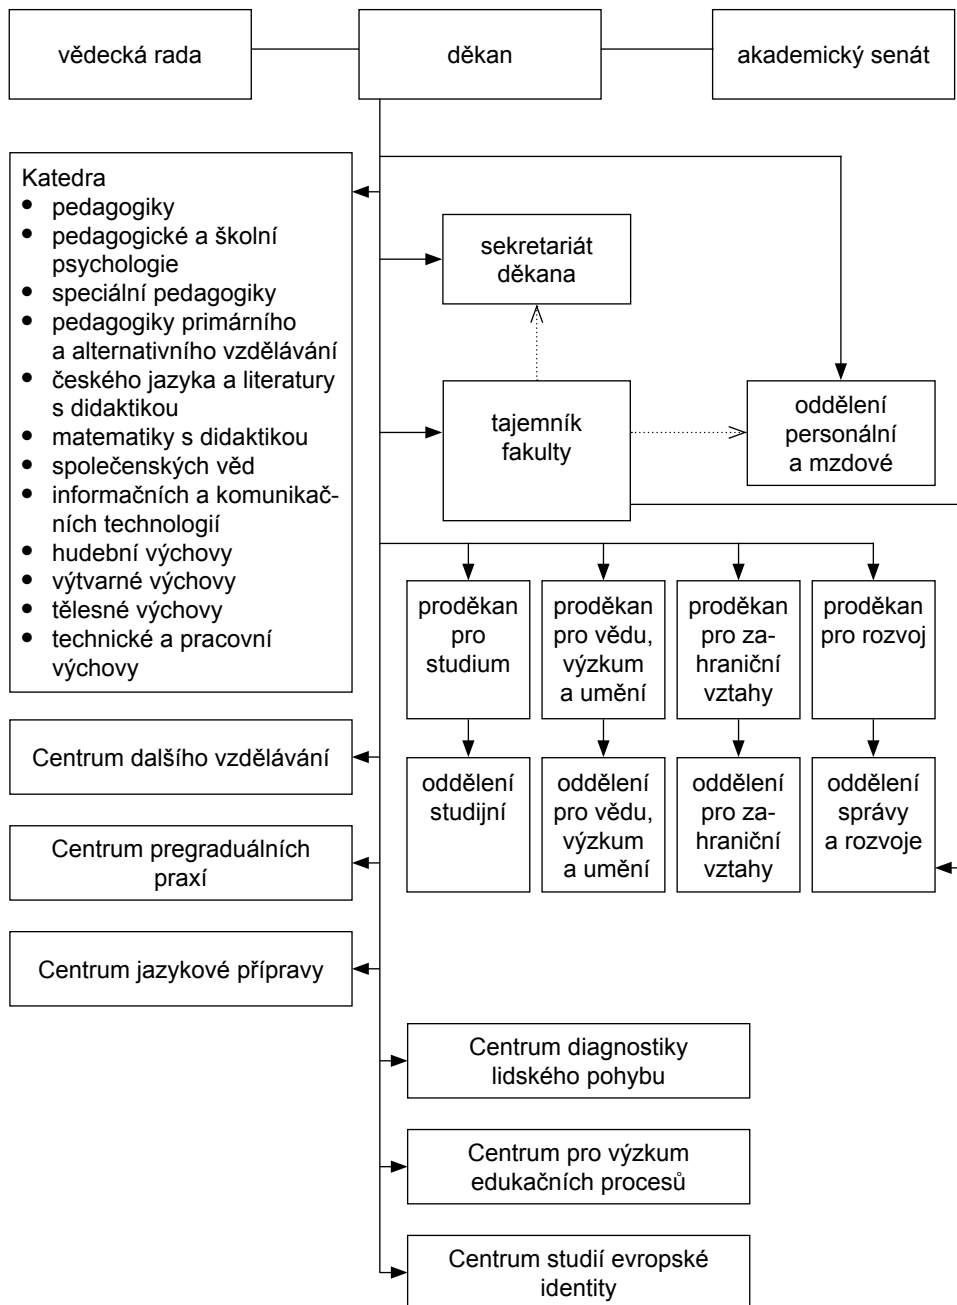 vědecká rada
děkan
akademický senát
Katedra
• pedagogiky
• pedagogické a školní
psychologie
• speciální pedagogiky
• pedagogiky primárního
a alternativního vzdělávání
• českého jazyka a literatury
s didaktikou
• matematiky s didaktikou
• společenských věd
• informačních a komunikač-
ních technologií
• hudební výchovy
• výtvarné výchovy
• tělesné výchovy
• technické a pracovní
výchovy
sekretariát
děkana
tajemník
fakulty
oddělení
personální
a mzdové
proděkan
pro
studium
proděkan
pro vědu,
výzkum
a umění
proděkan
pro za-
hraniční
vztahy
proděkan
pro rozvoj
oddělení
studijní
oddělení
pro vědu,
výzkum
a umění
oddělení
pro za-
hraniční
vztahy
oddělení
správy
a rozvoje
Centrum dalšího vzdělávání
Centrum pregraduálních
praxí
Centrum jazykové přípravy
Centrum diagnostiky
lidského pohybu
Centrum pro výzkum
edukačních procesů
Centrum studií evropské
identity